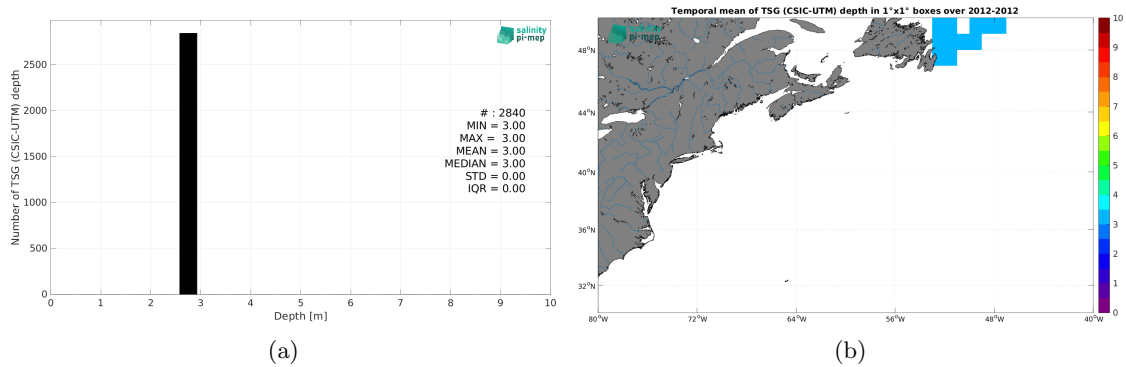 salinity
pi-mep
Number of TSG (CSIC-UTM) depth
2500
2000
1500
1000
500
0
# : 2840
MIN = 3.00
MAX = 3.00
MEAN = 3.00
MEDIAN = 3.00
STD = 0.00
IQR = 0.00
0 1 2 3 4 5 6 7 8 9 10
Depth [m]
(a)
Temporal mean of TSG (CSIC-UTM) depth in 1°x1° boxes over 2012-2012
salinity
pi-mep
48°N
44°N
40°N
36°N
32°N
80°W 72°W 64°W 56°W 48°W 40°W
10
9
8
7
6
5
4
3
2
1
0
(b)